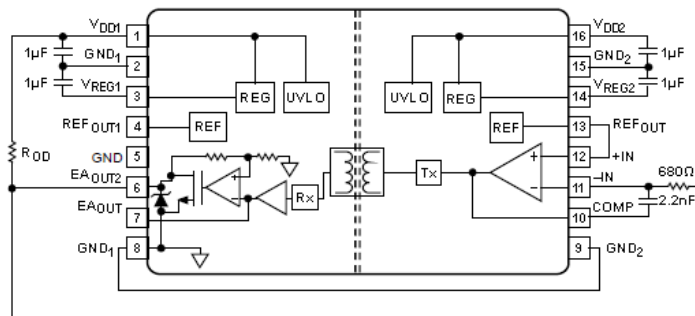 VDD1
1µF
GND1
1µF
VREG1
REFOUT1
GND
ROD
EAOUT2
EAOUT
GND1
1
2
3
4
5
6
7
8
REG
UVLO
REF
Rx
UVLO
REG
REF
Tx
16
15
14
13
12
11
10
9
VDD2
1µF
GND2
1µF
VREG2
REFOUT
+IN
–IN
680Ω
2.2nF
COMP
GND2